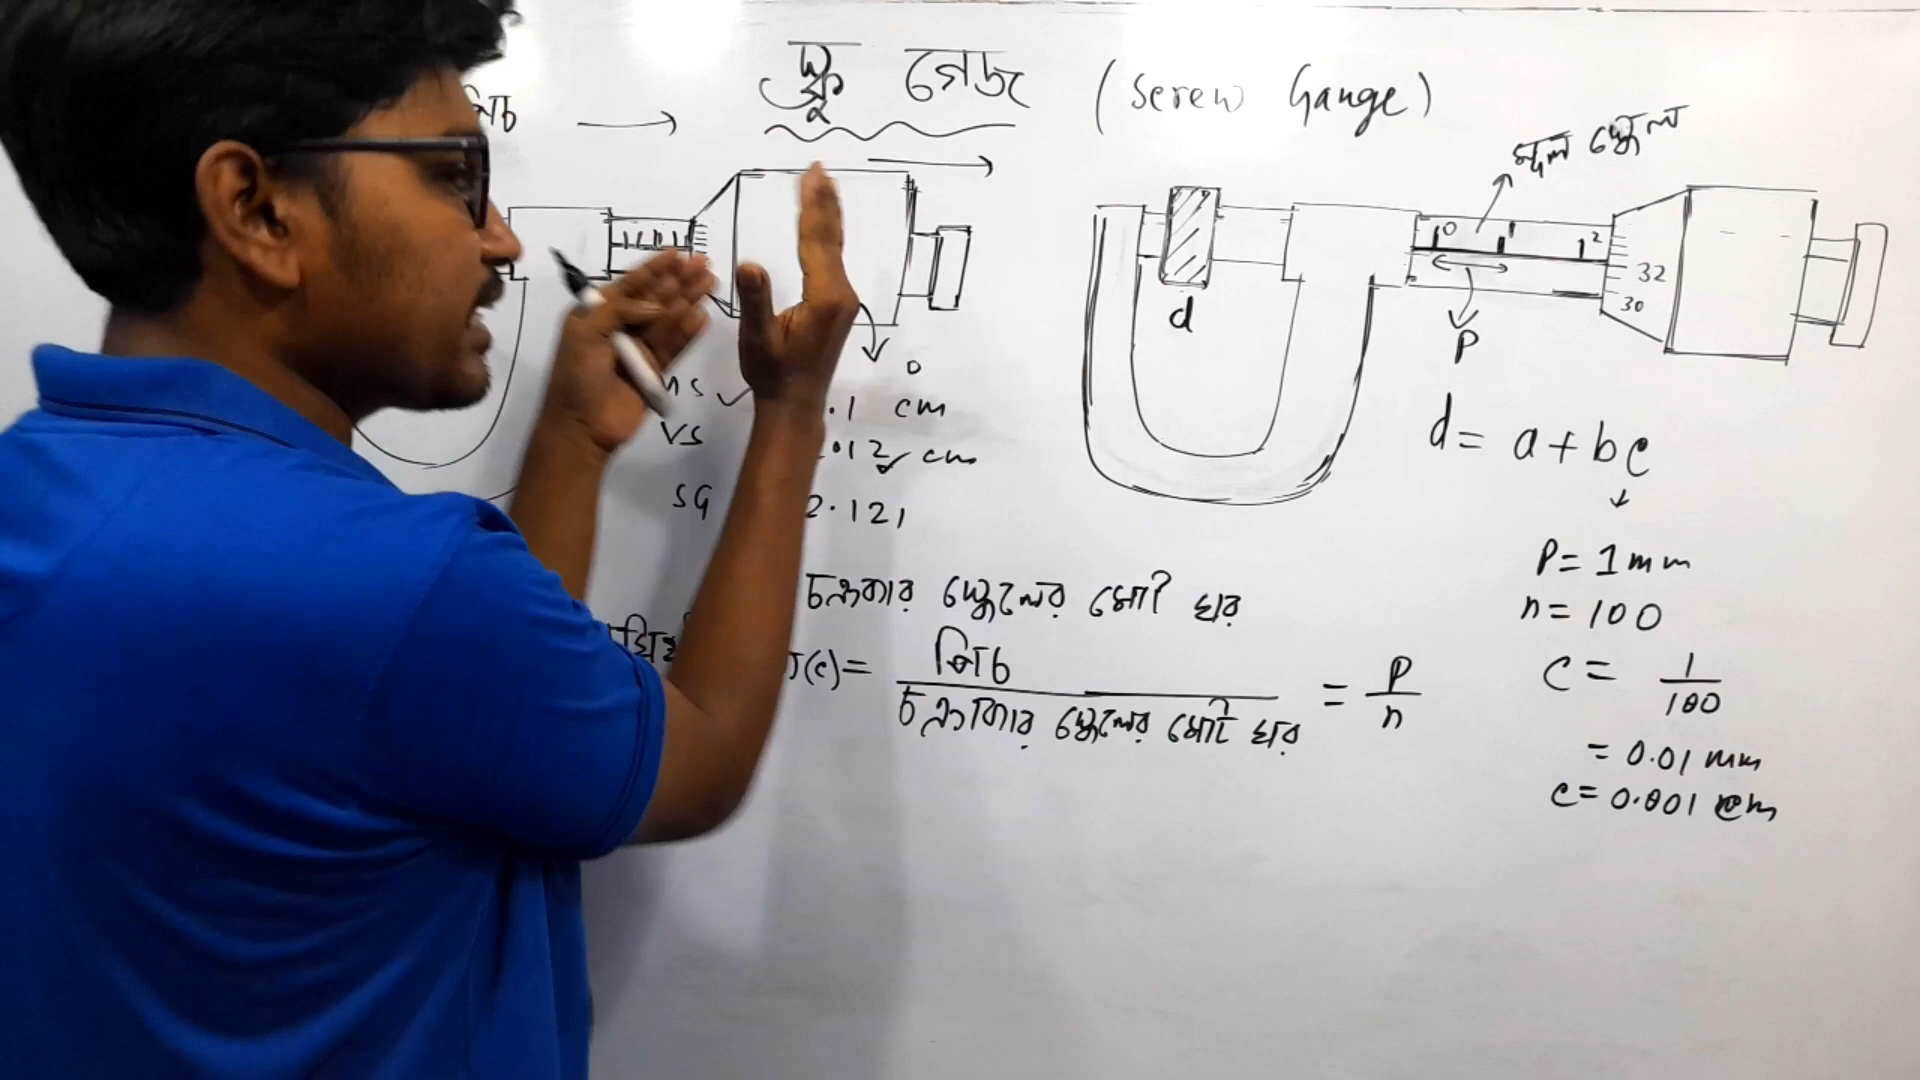 স্ক্রু গেজ (Screw Gauge)
পিচ
মূল স্কেল
0 1 2
32
30
P
d
d = a + bc
MS
.1 cm
VS
.012 cm
SG 2.121
P = 1 mm
n = 100
চক্রাকার স্কেলের মোট ঘর
(c) = পিচ / চক্রাকার স্কেলের মোট ঘর = P / n
C = 1 / 100
= 0.01 mm
C = 0.001 cm